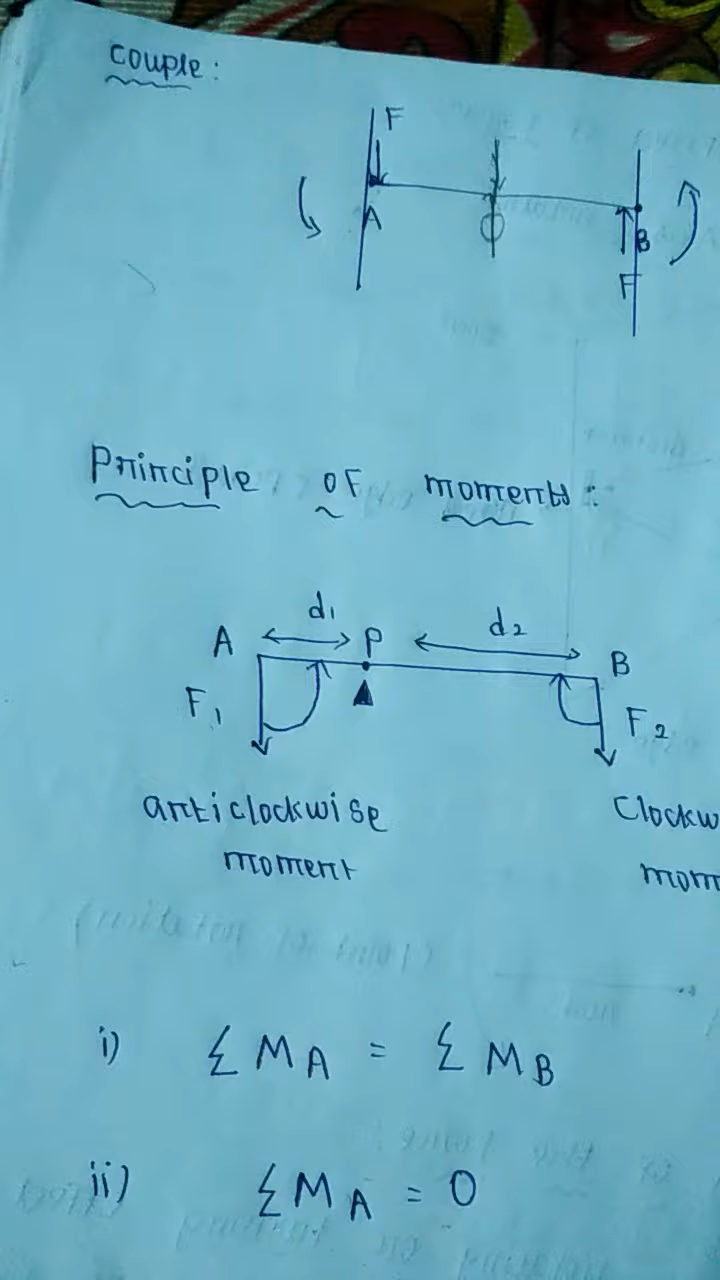 couple:
F
A
O
B
F
Principle of moments:
d1 d2
A P B
F1 F2
anticlockwise Clockw
moment mom
i) ΣMA = ΣMB
ii) ΣMA = 0